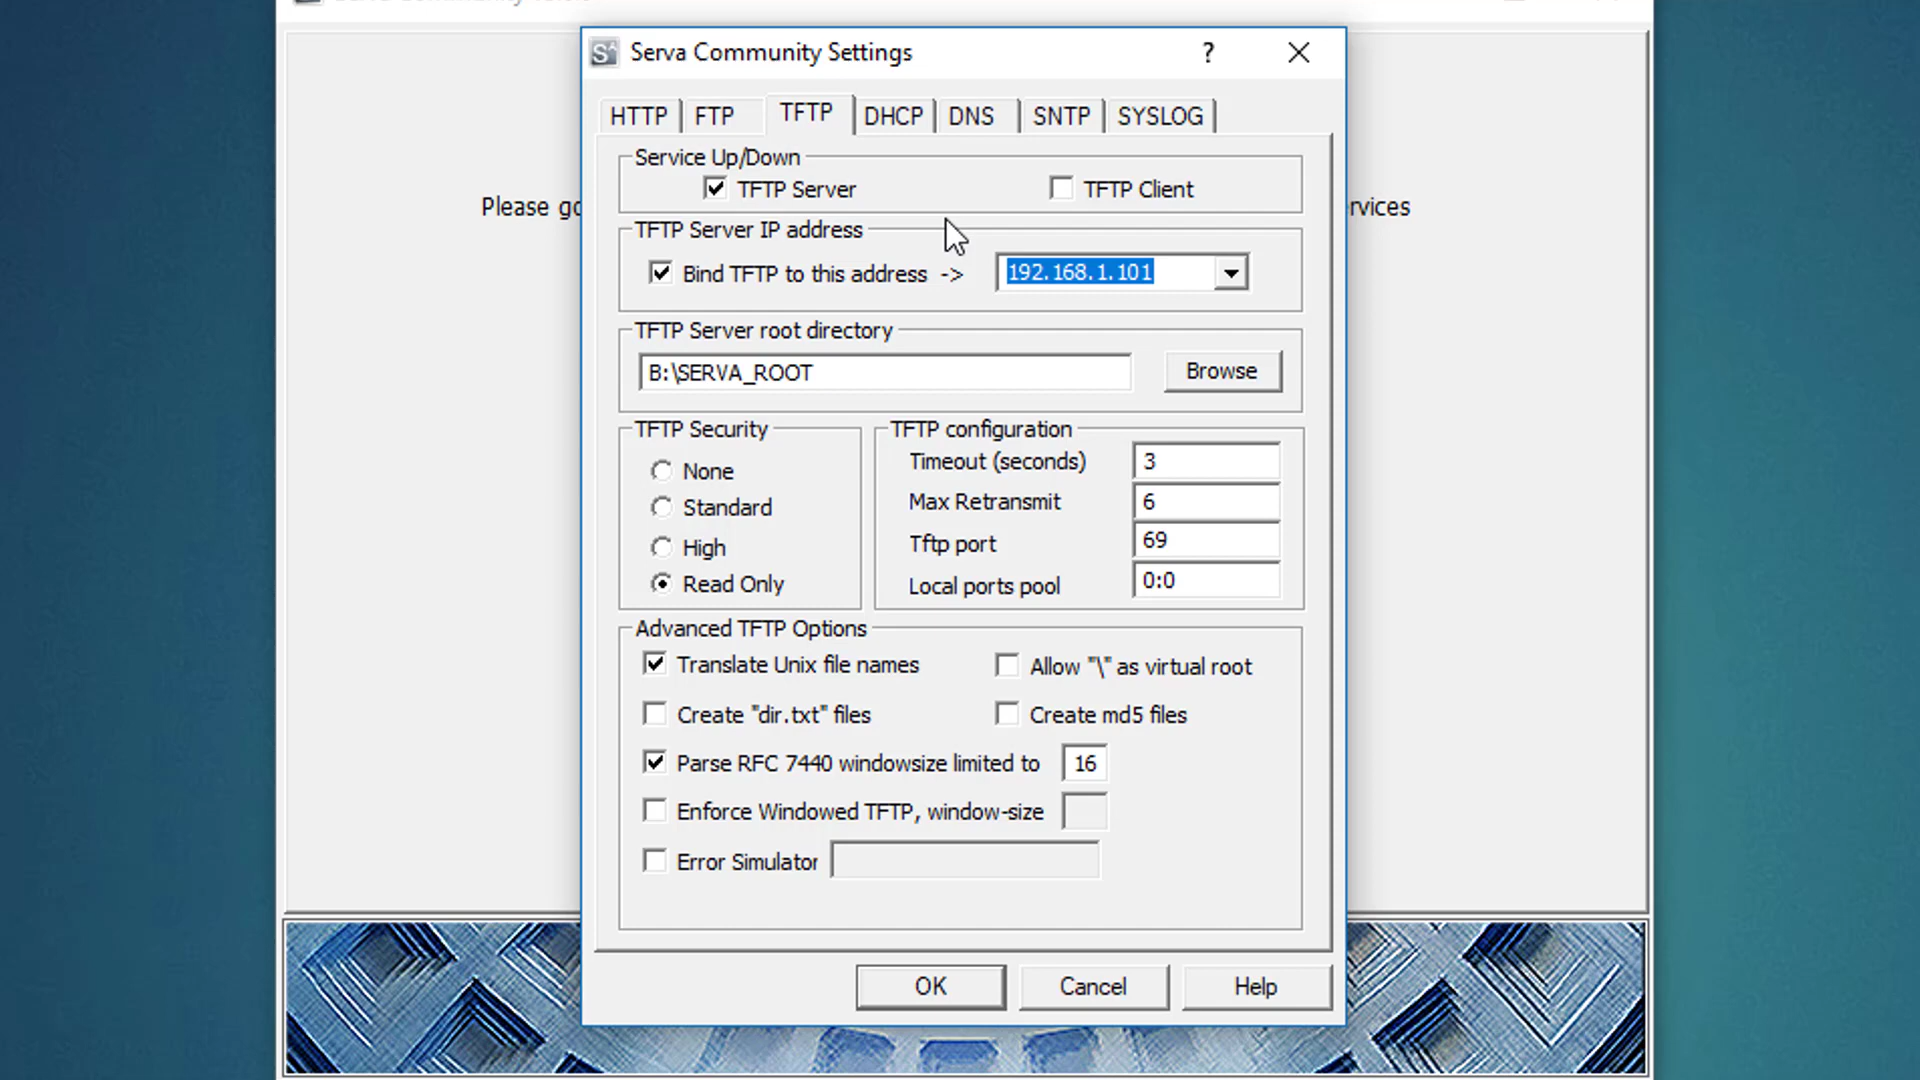 Serva Community Settings ?
HTTP FTP TFTP DHCP DNS SNTP SYSLOG
Service Up/Down
TFTP Server TFTP Client
Please go rvices
TFTP Server IP address
Bind TFTP to this address -> 192.168.1.101
TFTP Server root directory
B:\SERVA_ROOT Browse
TFTP Security
None
Standard
High
Read Only
TFTP configuration
Timeout (seconds) 3
Max Retransmit 6
Tftp port 69
Local ports pool 0:0
Advanced TFTP Options
Translate Unix file names Allow "\" as virtual root
Create "dir.txt" files Create md5 files
Parse RFC 7440 windowsize limited to 16
Enforce Windowed TFTP, window-size
Error Simulator
OK Cancel Help